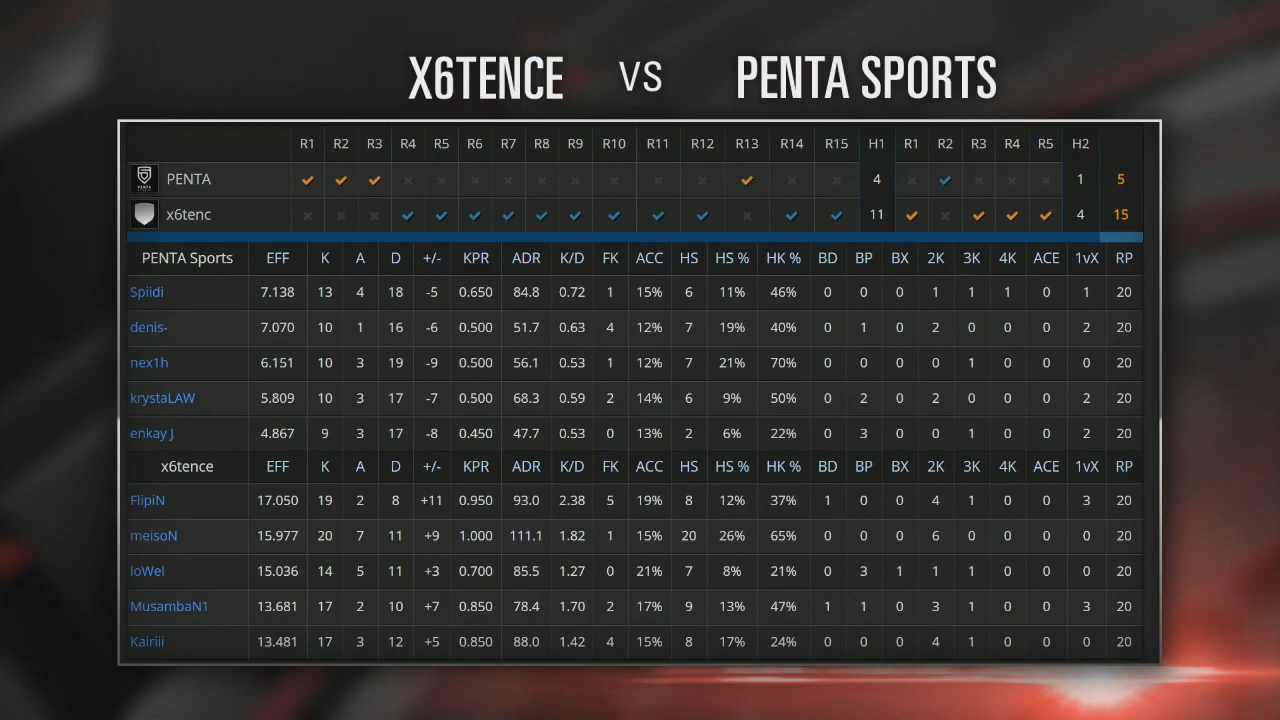 X6TENCE VS PENTA SPORTS
R1 R2 R3 R4 R5 R6 R7 R8 R9 R10 R11 R12 R13 R14 R15 H1 R1 R2 R3 R4 R5 H2
PENTA 4 1 5
x6tenc 11 4 15
PENTA Sports EFF K A D +/- KPR ADR K/D FK ACC HS HS % HK % BD BP BX 2K 3K 4K ACE 1vX RP
Spiidi 7.138 13 4 18 -5 0.650 84.8 0.72 1 15% 6 11% 46% 0 0 0 1 1 1 0 1 20
denis- 7.070 10 1 16 -6 0.500 51.7 0.63 4 12% 7 19% 40% 0 1 0 2 0 0 0 2 20
nex1h 6.151 10 3 19 -9 0.500 56.1 0.53 1 12% 7 21% 70% 0 0 0 0 1 0 0 0 20
krystaLAW 5.809 10 3 17 -7 0.500 68.3 0.59 2 14% 6 9% 50% 0 2 0 2 0 0 0 2 20
enkay J 4.867 9 3 17 -8 0.450 47.7 0.53 0 13% 2 6% 22% 0 3 0 0 1 0 0 2 20
x6tence EFF K A D +/- KPR ADR K/D FK ACC HS HS % HK % BD BP BX 2K 3K 4K ACE 1vX RP
FlipiN 17.050 19 2 8 +11 0.950 93.0 2.38 5 19% 8 12% 37% 1 0 0 4 1 0 0 3 20
meisoN 15.977 20 7 11 +9 1.000 111.1 1.82 1 15% 20 26% 65% 0 0 0 6 0 0 0 0 20
loWel 15.036 14 5 11 +3 0.700 85.5 1.27 0 21% 7 8% 21% 0 3 1 1 1 0 0 0 20
MusambaN1 13.681 17 2 10 +7 0.850 78.4 1.70 2 17% 9 13% 47% 1 1 0 3 1 0 0 3 20
Kairiii 13.481 17 3 12 +5 0.850 88.0 1.42 4 15% 8 17% 24% 0 0 0 4 1 0 0 0 20